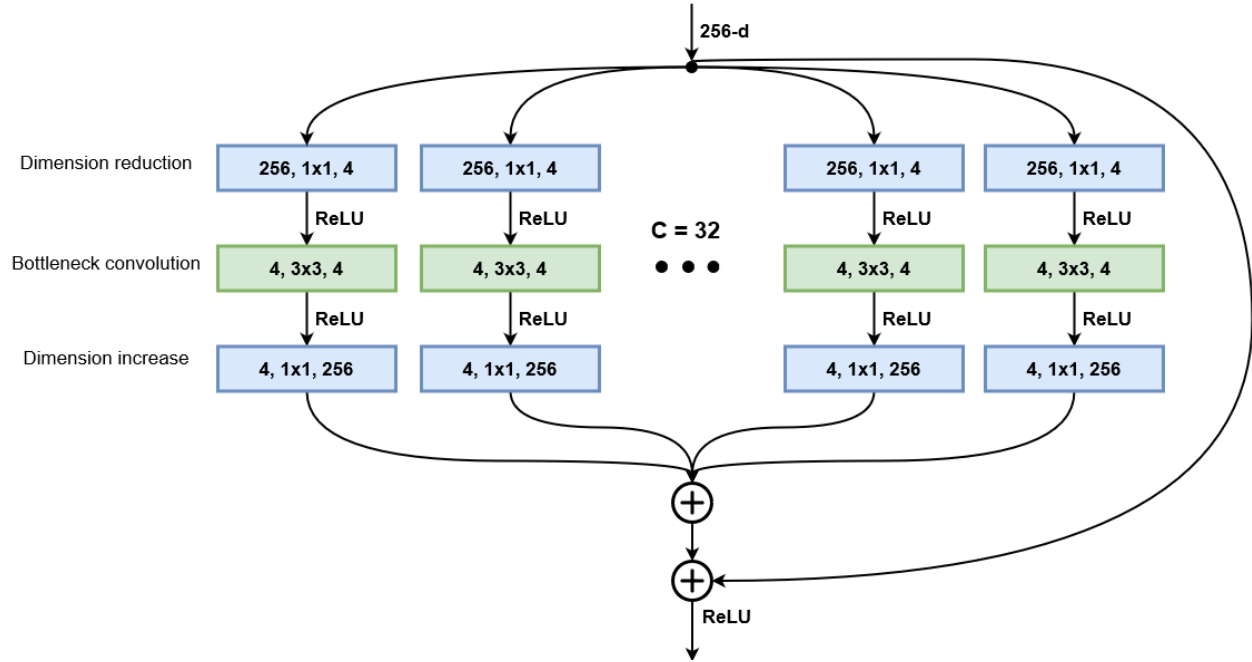 256-d
Dimension reduction
256, 1x1, 4
256, 1x1, 4
256, 1x1, 4
256, 1x1, 4
ReLU
ReLU
ReLU
ReLU
C = 32
Bottleneck convolution
4, 3x3, 4
4, 3x3, 4
4, 3x3, 4
4, 3x3, 4
ReLU
ReLU
ReLU
ReLU
Dimension increase
4, 1x1, 256
4, 1x1, 256
4, 1x1, 256
4, 1x1, 256
ReLU